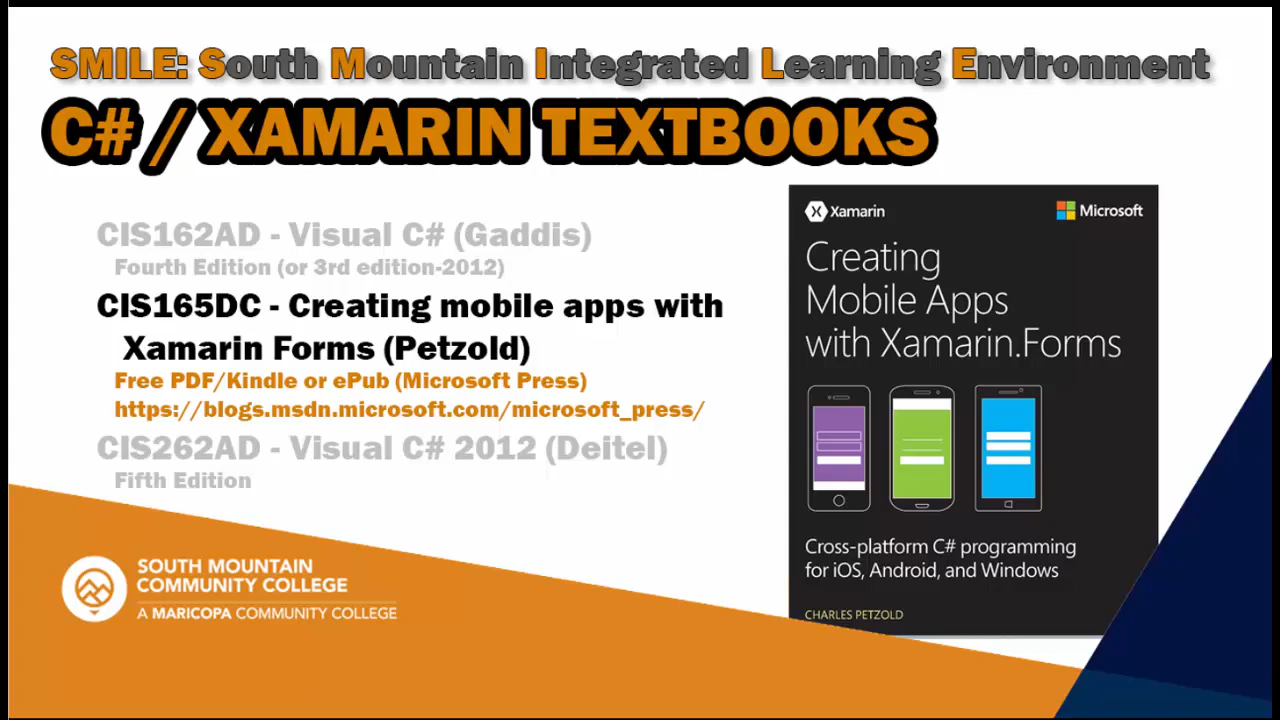 SMILE: South Mountain Integrated Learning Environment
C# / XAMARIN TEXTBOOKS
CIS162AD - Visual C# (Gaddis)
Fourth Edition (or 3rd edition-2012)
CIS165DC - Creating mobile apps with
Xamarin Forms (Petzold)
Free PDF/Kindle or ePub (Microsoft Press)
https://blogs.msdn.microsoft.com/microsoft_press/
CIS262AD - Visual C# 2012 (Deitel)
Fifth Edition
Xamarin
Microsoft
Creating
Mobile Apps
with Xamarin.Forms
Cross-platform C# programming
for iOS, Android, and Windows
CHARLES PETZOLD
SOUTH MOUNTAIN
COMMUNITY COLLEGE
A MARICOPA COMMUNITY COLLEGE